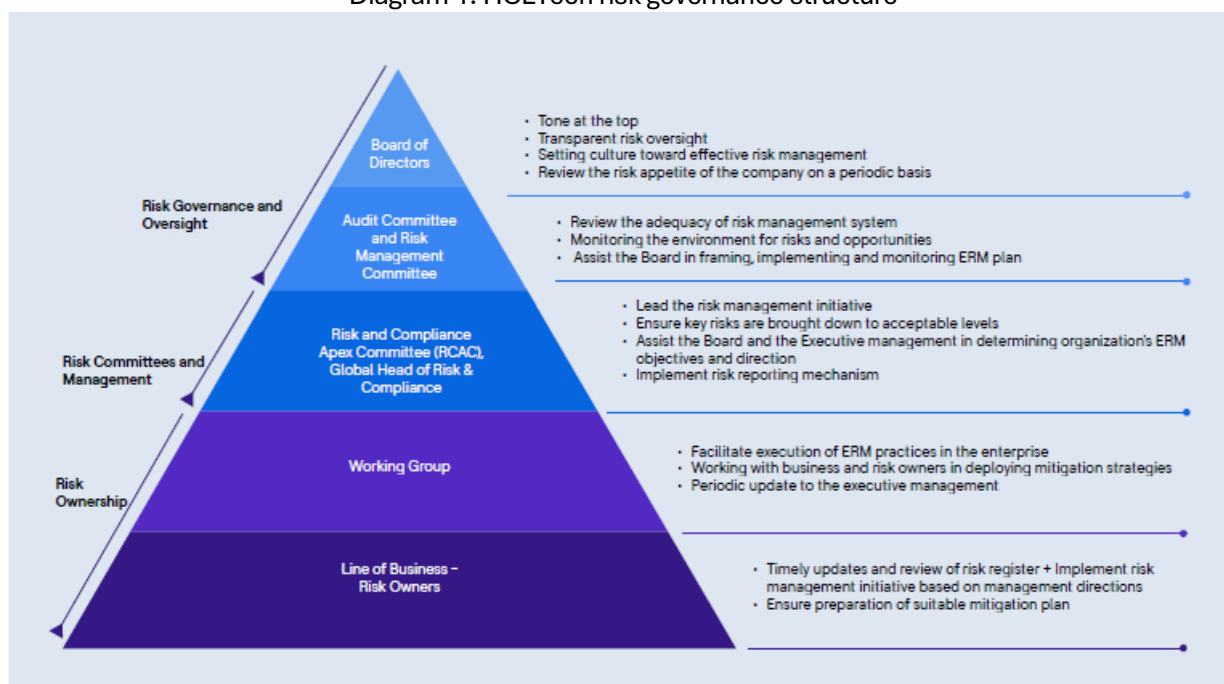 Risk Governance and
Oversight
Risk Committees and
Management
Risk
Ownership
Board of
Directors
• Tone at the top
• Transparent risk oversight
• Setting culture toward effective risk management
• Review the risk appetite of the company on a periodic basis
Audit Committee
and Risk
Management
Committee
• Review the adequacy of risk management system
• Monitoring the environment for risks and opportunities
• Assist the Board in framing, implementing and monitoring ERM plan
Risk and Compliance
Apex Committee (RCAC),
Global Head of Risk &
Compliance
• Lead the risk management initiative
• Ensure key risks are brought down to acceptable levels
• Assist the Board and the Executive management in determining organization's ERM
objectives and direction
• Implement risk reporting mechanism
Working Group
• Facilitate execution of ERM practices in the enterprise
• Working with business and risk owners in deploying mitigation strategies
• Periodic update to the executive management
Line of Business –
Risk Owners
• Timely updates and review of risk register + Implement risk
management initiative based on management directions
• Ensure preparation of suitable mitigation plan